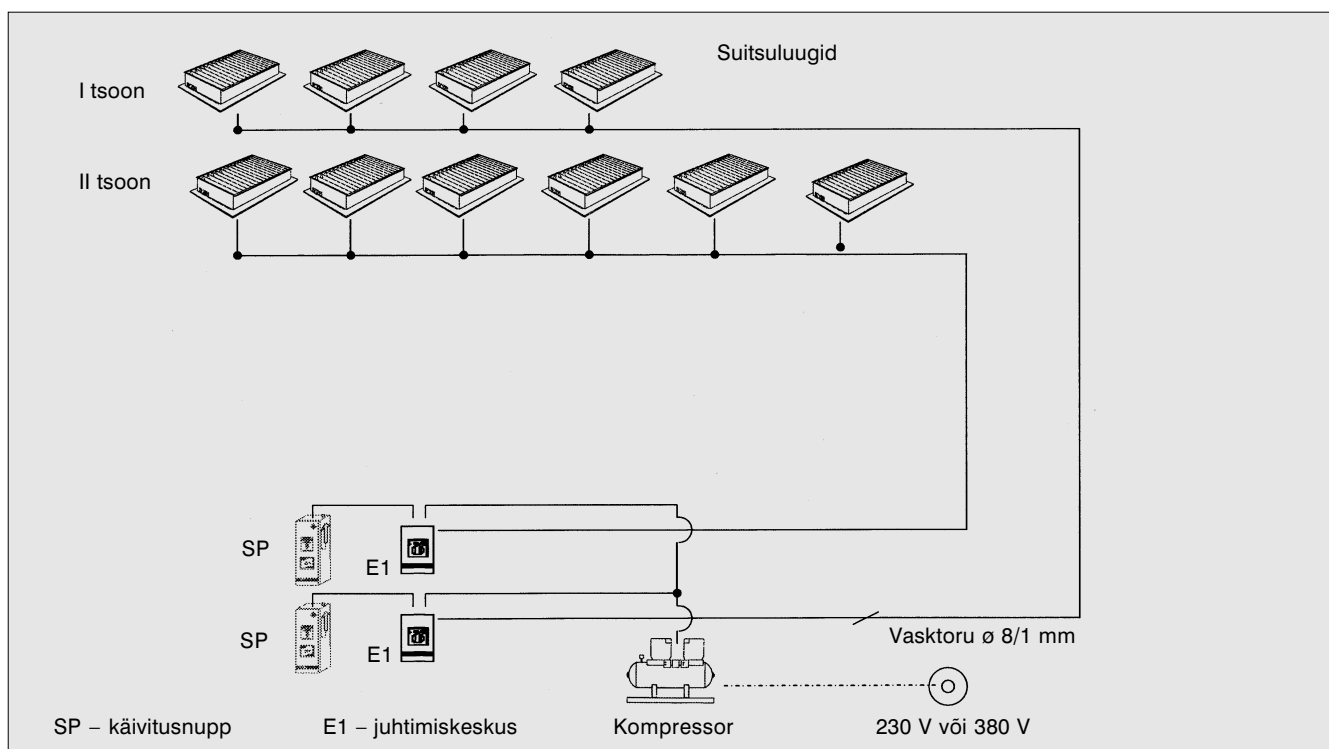 Suitsuluugid
I tsoon
II tsoon
SP
E1
SP
E1
Vasktoru ø 8/1 mm
SP – käivitusnupp
E1 – juhtimiskeskus
Kompressor
230 V või 380 V